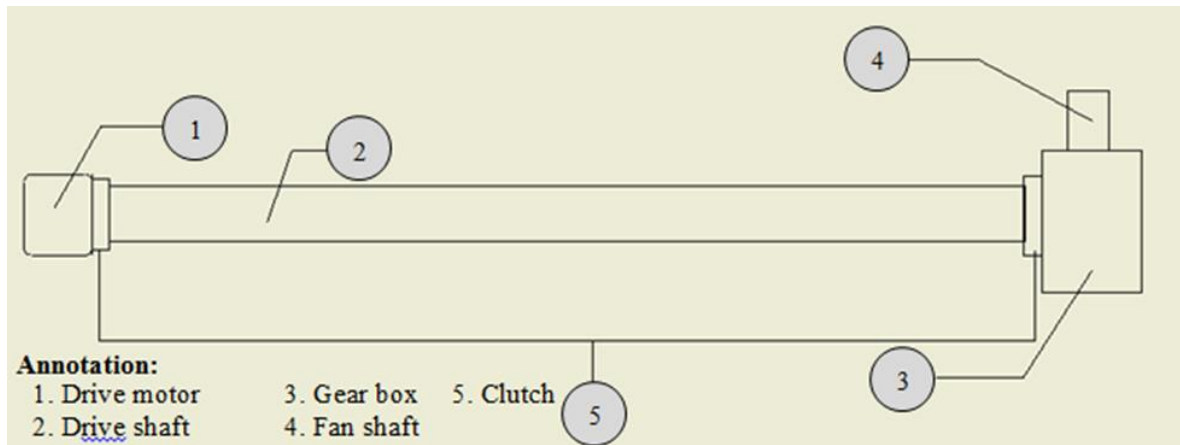 4
1
2
Annotation:
1. Drive motor 3. Gear box 5. Clutch
2. Drive shaft 4. Fan shaft
3
5